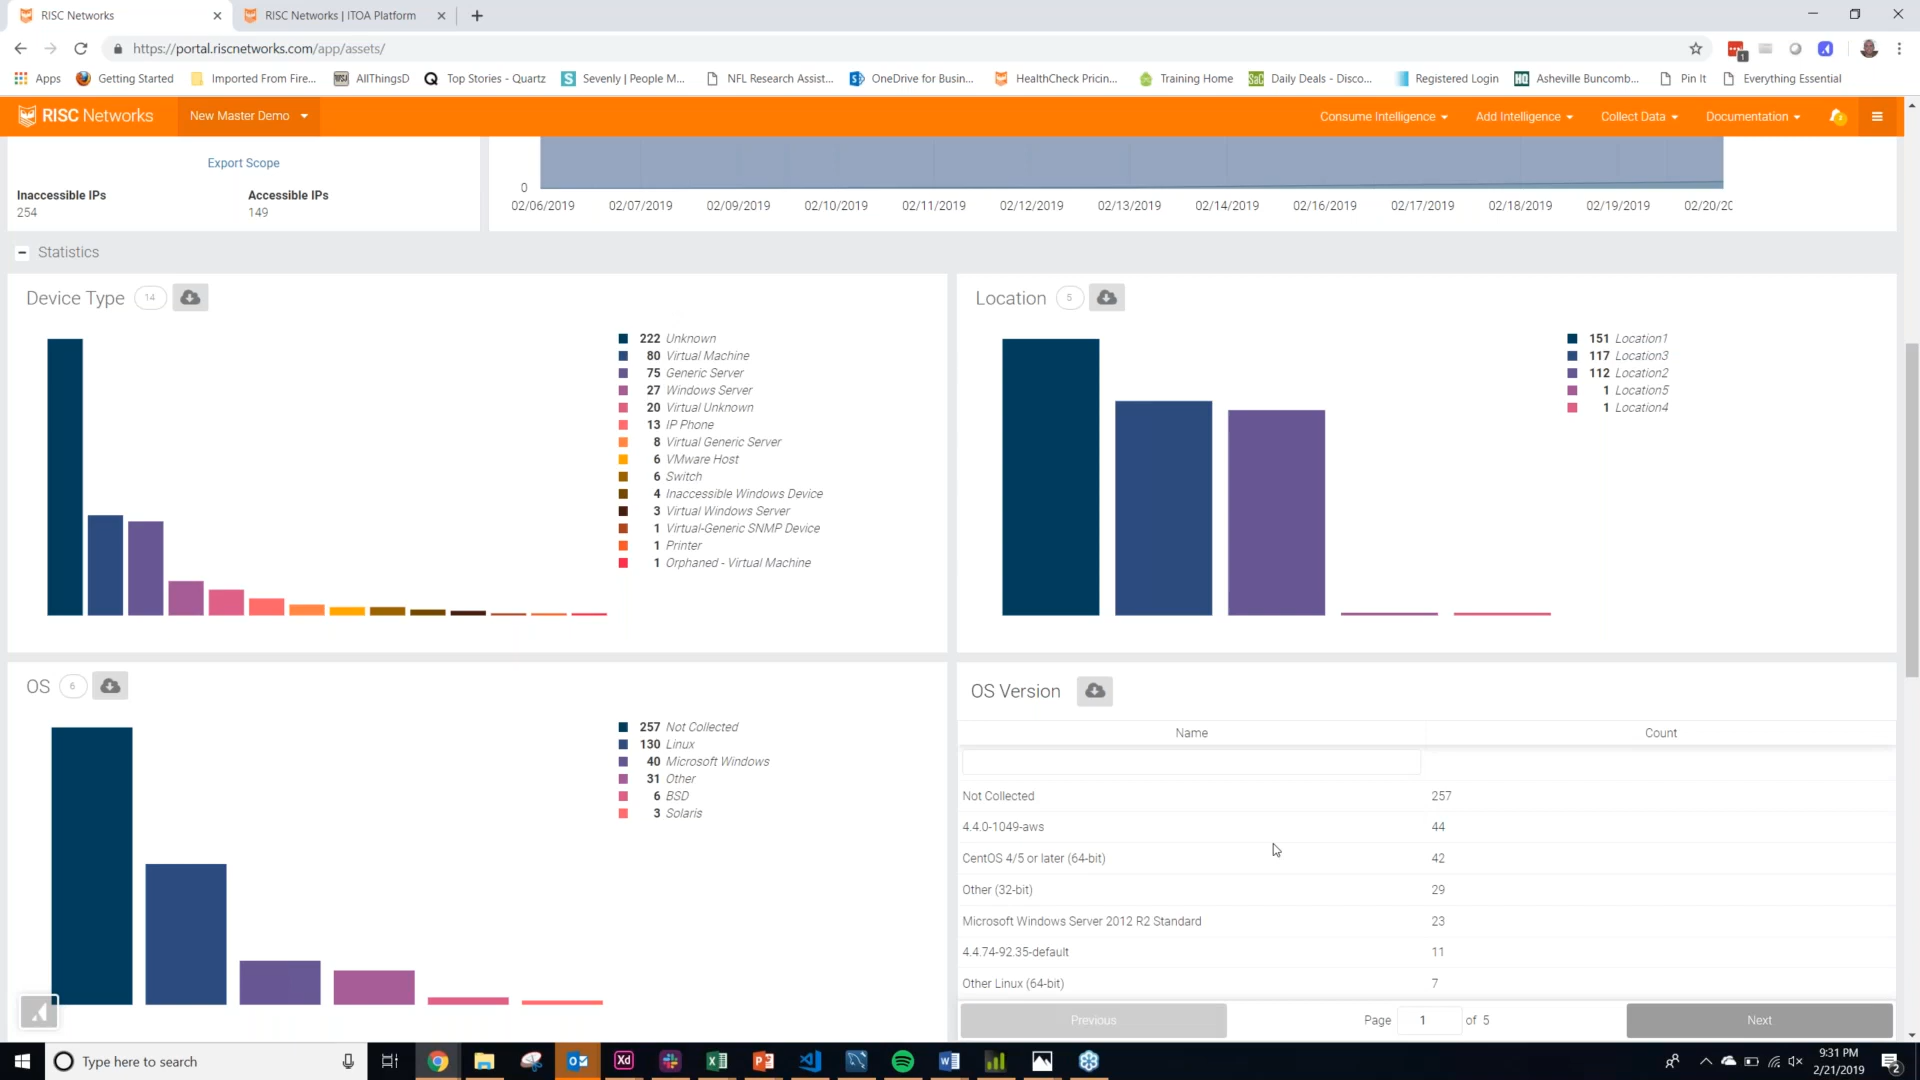 RISC Networks
RISC Networks | ITOA Platform
https://portal.riscnetworks.com/app/assets/
1
Apps
Getting Started
Imported From Fire...
AllThingsD
Top Stories - Quartz
Sevenly | People M...
NFL Research Assist...
OneDrive for Busin...
HealthCheck Pricin...
Training Home
Daily Deals - Disco...
Registered Login
Asheville Buncomb...
Pin It
Everything Essential
RISC Networks
New Master Demo
Consume Intelligence
Add Intelligence
Collect Data
Documentation
Export Scope
Inaccessible IPs
254
Accessible IPs
149
0
02/06/2019 02/07/2019 02/09/2019 02/10/2019 02/11/2019 02/12/2019 02/13/2019 02/14/2019 02/16/2019 02/17/2019 02/18/2019 02/19/2019 02/20/20
Statistics
Device Type 14
222 Unknown
80 Virtual Machine
75 Generic Server
27 Windows Server
20 Virtual Unknown
13 IP Phone
8 Virtual Generic Server
6 VMware Host
6 Switch
4 Inaccessible Windows Device
3 Virtual Windows Server
1 Virtual-Generic SNMP Device
1 Printer
1 Orphaned - Virtual Machine
Location 5
151 Location1
117 Location3
112 Location2
1 Location5
1 Location4
OS 6
257 Not Collected
130 Linux
40 Microsoft Windows
31 Other
6 BSD
3 Solaris
OS Version
Name Count
Not Collected 257
4.4.0-1049-aws 44
CentOS 4/5 or later (64-bit) 42
Other (32-bit) 29
Microsoft Windows Server 2012 R2 Standard 23
4.4.74-92.35-default 11
Other Linux (64-bit) 7
Previous
Page 1 of 5
Next
Type here to search
9:31 PM
2/21/2019
2